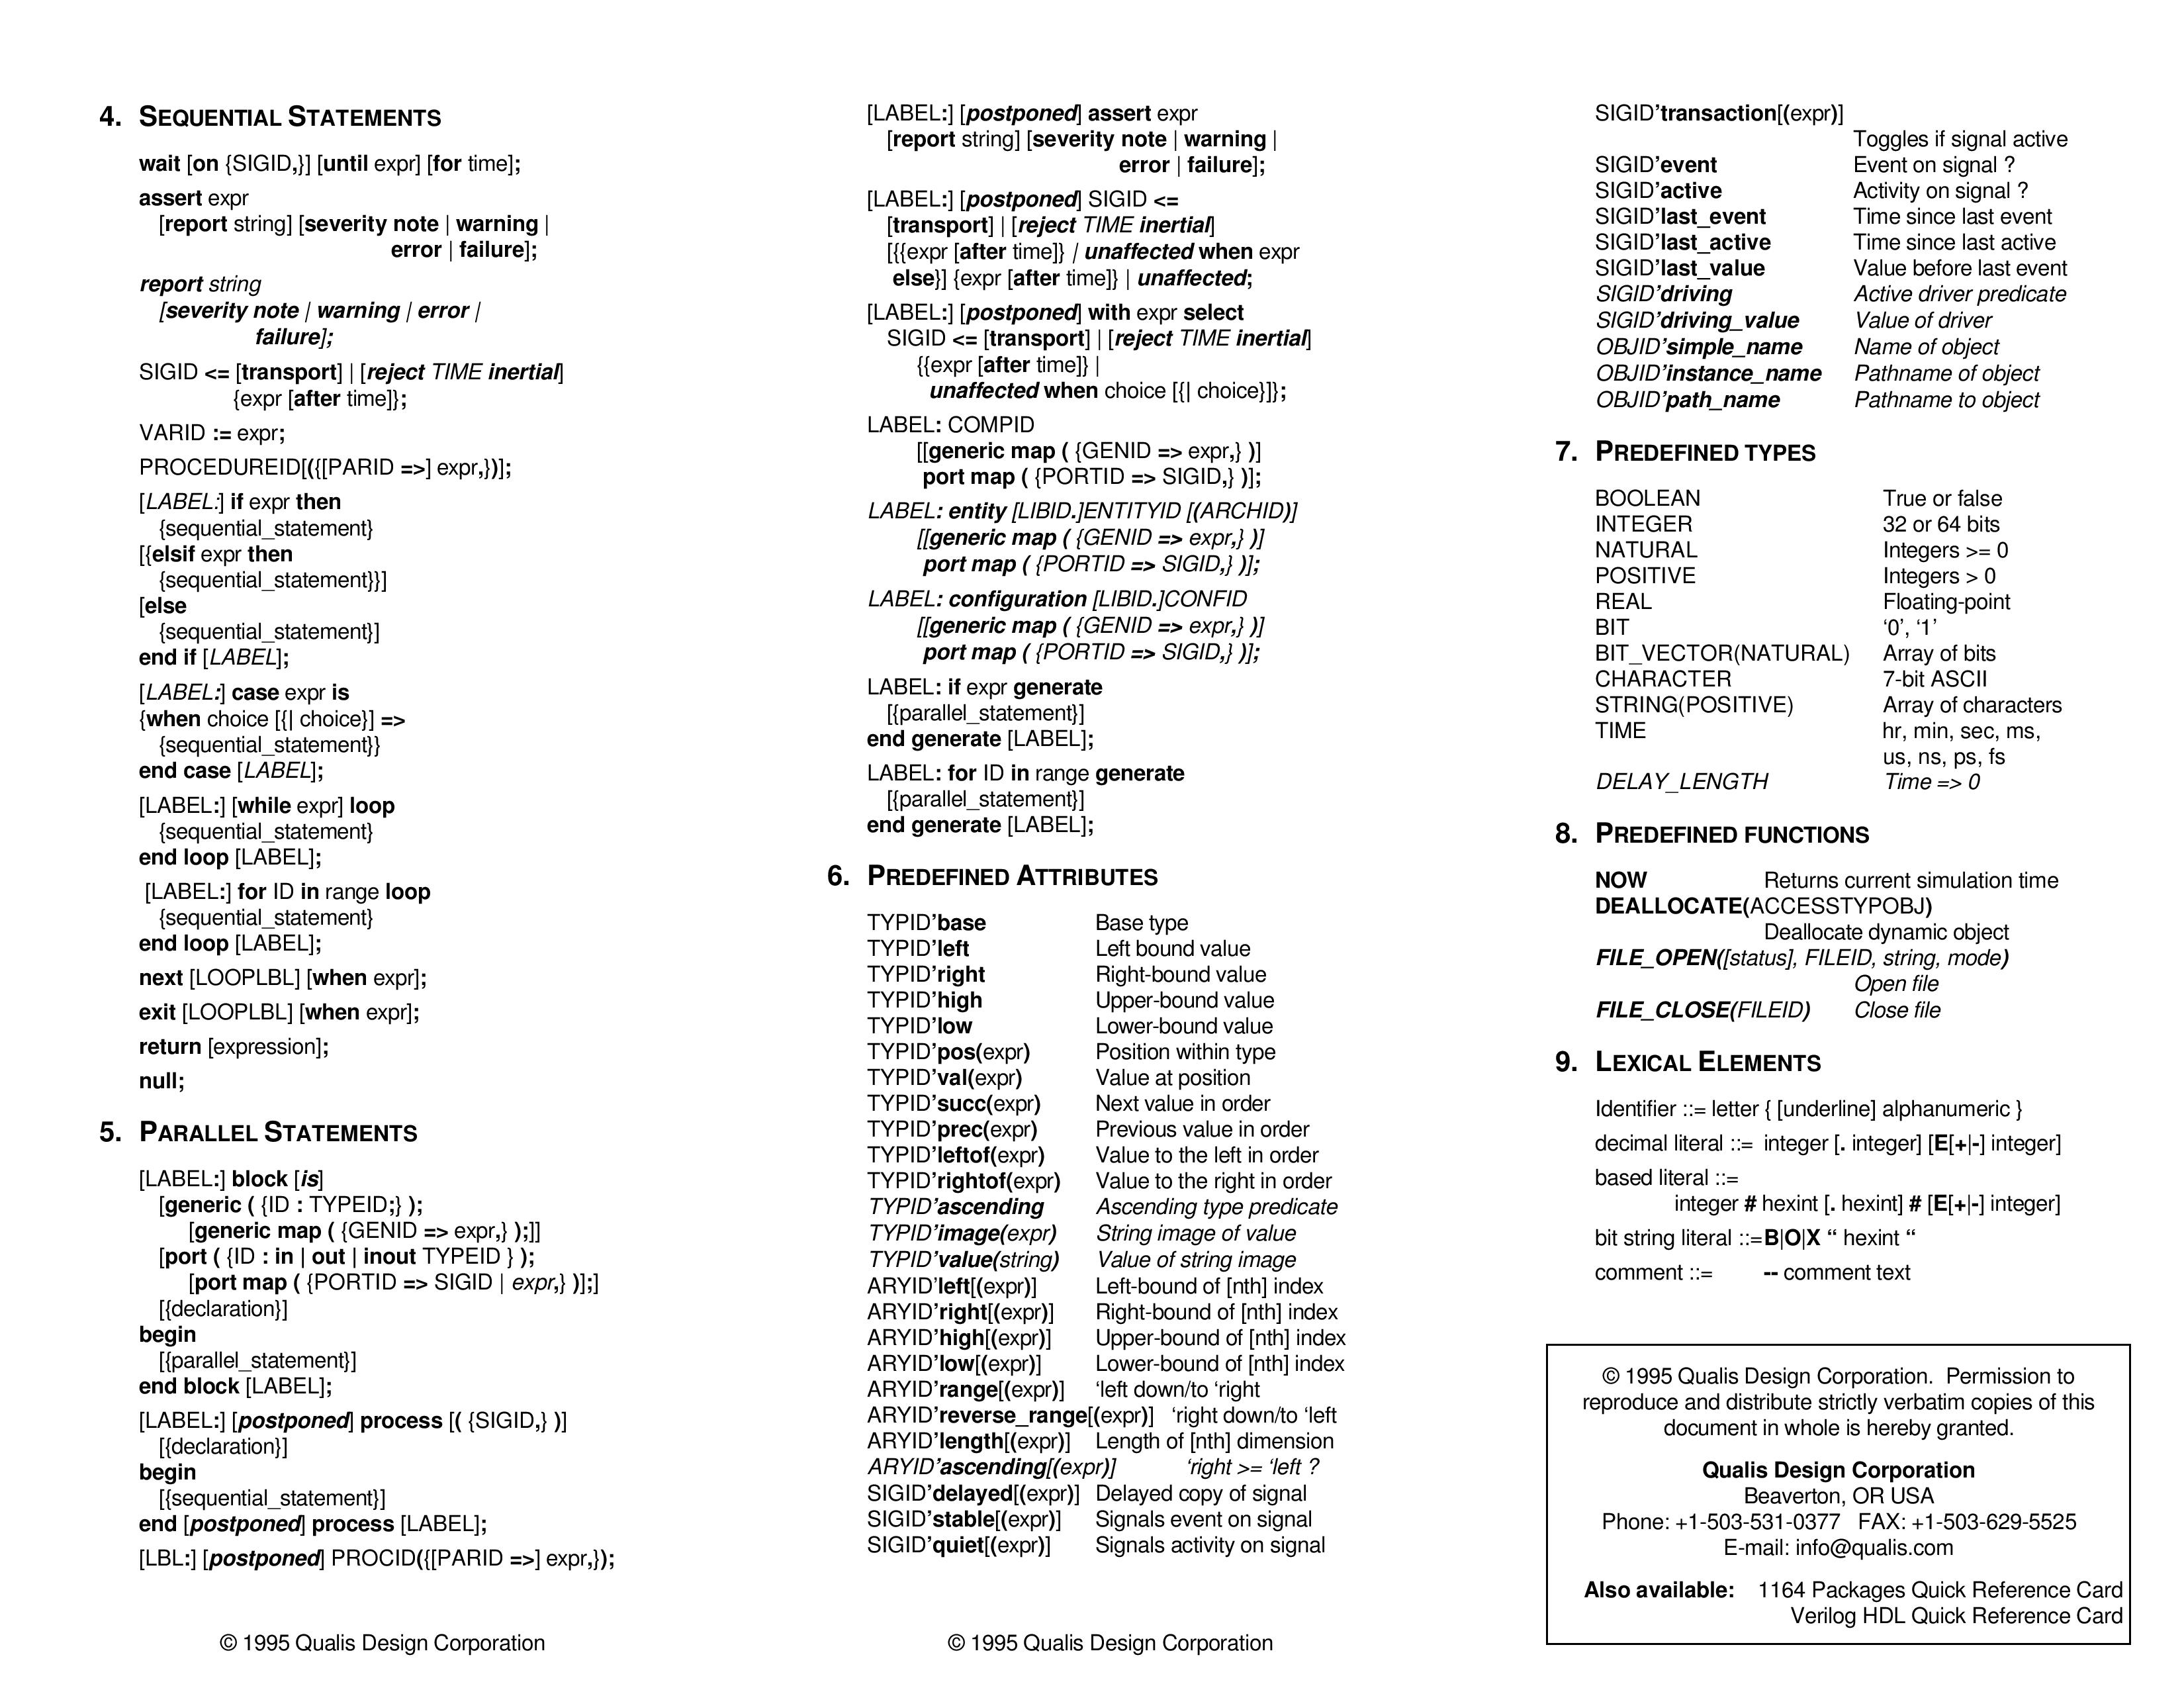 4. SEQUENTIAL STATEMENTS
wait [on {SIGID,}] [until expr] [for time];
assert expr
[report string] [severity note | warning |
error | failure];
report string
[severity note | warning | error |
failure];
SIGID <= [transport] | [reject TIME inertial]
{expr [after time]};
VARID := expr;
PROCEDUREID[({[PARID =>] expr,})];
[LABEL:] if expr then
{sequential_statement}
[{elsif expr then
{sequential_statement}}]
[else
{sequential_statement}]
end if [LABEL];
[LABEL:] case expr is
{when choice [{| choice}] =>
{sequential_statement}}
end case [LABEL];
[LABEL:] [while expr] loop
{sequential_statement}
end loop [LABEL];
[LABEL:] for ID in range loop
{sequential_statement}
end loop [LABEL];
next [LOOPLBL] [when expr];
exit [LOOPLBL] [when expr];
return [expression];
null;
5. PARALLEL STATEMENTS
[LABEL:] block [is]
[generic ( {ID : TYPEID;} );
[generic map ( {GENID => expr,} );]]
[port ( {ID : in | out | inout TYPEID } );
[port map ( {PORTID => SIGID | expr,} )];]
[{declaration}]
begin
[{parallel_statement}]
end block [LABEL];
[LABEL:] [postponed] process [( {SIGID,} )]
[{declaration}]
begin
[{sequential_statement}]
end [postponed] process [LABEL];
[LBL:] [postponed] PROCID({[PARID =>] expr,});
© 1995 Qualis Design Corporation
[LABEL:] [postponed] assert expr
[report string] [severity note | warning |
error | failure];
[LABEL:] [postponed] SIGID <=
[transport] | [reject TIME inertial]
[{{expr [after time]} / unaffected when expr
else}] {expr [after time]} | unaffected;
[LABEL:] [postponed] with expr select
SIGID <= [transport] | [reject TIME inertial]
{{expr [after time]} |
unaffected when choice [{| choice}]};
LABEL: COMPID
[[generic map ( {GENID => expr,} )]
port map ( {PORTID => SIGID,} )];
LABEL: entity [LIBID.]ENTITYID [(ARCHID)]
[[generic map ( {GENID => expr,} )]
port map ( {PORTID => SIGID,} )];
LABEL: configuration [LIBID.]CONFID
[[generic map ( {GENID => expr,} )]
port map ( {PORTID => SIGID,} )];
LABEL: if expr generate
[{parallel_statement}]
end generate [LABEL];
LABEL: for ID in range generate
[{parallel_statement}]
end generate [LABEL];
6. PREDEFINED ATTRIBUTES
TYPID’base Base type
TYPID’left Left bound value
TYPID’right Right-bound value
TYPID’high Upper-bound value
TYPID’low Lower-bound value
TYPID’pos(expr) Position within type
TYPID’val(expr) Value at position
TYPID’succ(expr) Next value in order
TYPID’prec(expr) Previous value in order
TYPID’leftof(expr) Value to the left in order
TYPID’rightof(expr) Value to the right in order
TYPID’ascending Ascending type predicate
TYPID’image(expr) String image of value
TYPID’value(string) Value of string image
ARYID’left[(expr)] Left-bound of [nth] index
ARYID’right[(expr)] Right-bound of [nth] index
ARYID’high[(expr)] Upper-bound of [nth] index
ARYID’low[(expr)] Lower-bound of [nth] index
ARYID’range[(expr)] ‘left down/to ‘right
ARYID’reverse_range[(expr)] ‘right down/to ‘left
ARYID’length[(expr)] Length of [nth] dimension
ARYID’ascending[(expr)] ‘right >= ‘left ?
SIGID’delayed[(expr)] Delayed copy of signal
SIGID’stable[(expr)] Signals event on signal
SIGID’quiet[(expr)] Signals activity on signal
© 1995 Qualis Design Corporation
SIGID’transaction[(expr)]
Toggles if signal active
SIGID’event Event on signal ?
SIGID’active Activity on signal ?
SIGID’last_event Time since last event
SIGID’last_active Time since last active
SIGID’last_value Value before last event
SIGID’driving Active driver predicate
SIGID’driving_value Value of driver
OBJID’simple_name Name of object
OBJID’instance_name Pathname of object
OBJID’path_name Pathname to object
7. PREDEFINED TYPES
BOOLEAN True or false
INTEGER 32 or 64 bits
NATURAL Integers >= 0
POSITIVE Integers > 0
REAL Floating-point
BIT ‘0’, ‘1’
BIT_VECTOR(NATURAL) Array of bits
CHARACTER 7-bit ASCII
STRING(POSITIVE) Array of characters
TIME hr, min, sec, ms,
us, ns, ps, fs
DELAY_LENGTH Time => 0
8. PREDEFINED FUNCTIONS
NOW Returns current simulation time
DEALLOCATE(ACCESSTYPOBJ)
Deallocate dynamic object
FILE_OPEN([status], FILEID, string, mode)
Open file
FILE_CLOSE(FILEID) Close file
9. LEXICAL ELEMENTS
Identifier ::= letter { [underline] alphanumeric }
decimal literal ::= integer [. integer] [E[+|-] integer]
based literal ::=
integer # hexint [. hexint] # [E[+|-] integer]
bit string literal ::=B|O|X “ hexint “
comment ::= -- comment text
© 1995 Qualis Design Corporation. Permission to
reproduce and distribute strictly verbatim copies of this
document in whole is hereby granted.
Qualis Design Corporation
Beaverton, OR USA
Phone: +1-503-531-0377 FAX: +1-503-629-5525
E-mail: info@qualis.com
Also available: 1164 Packages Quick Reference Card
Verilog HDL Quick Reference Card